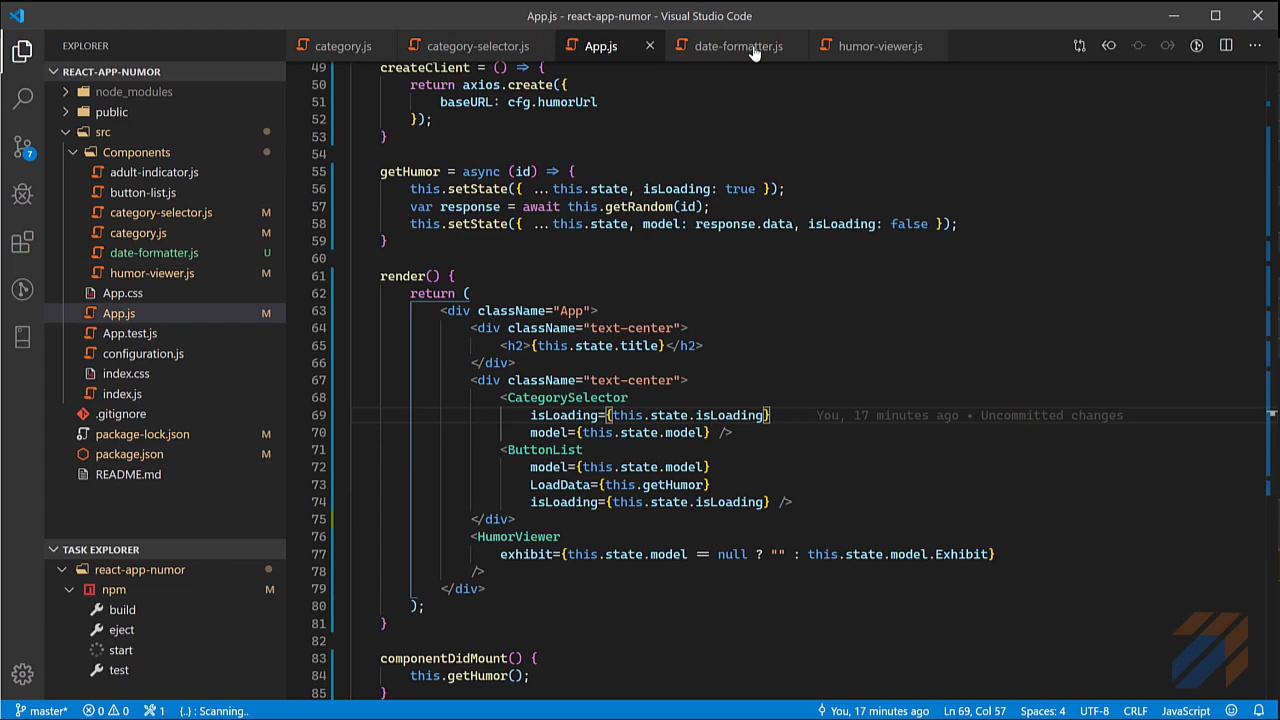 App.js - react-app-numor - Visual Studio Code
EXPLORER
category.js
category-selector.js
App.js
date-formatter.js
humor-viewer.js
REACT-APP-NUMOR
node_modules
public
src
Components
adult-indicator.js
button-list.js
category-selector.js M
category.js M
date-formatter.js U
humor-viewer.js M
App.css
App.js M
App.test.js
configuration.js
index.css
index.js
.gitignore
package-lock.json M
package.json M
README.md
7
TASK EXPLORER
react-app-numor
npm M
build
eject
start
test
49 createClient = () => {
50 return axios.create({
51 baseURL: cfg.humorUrl
52 });
53 }
54
55 getHumor = async (id) => {
56 this.setState({ ...this.state, isLoading: true });
57 var response = await this.getRandom(id);
58 this.setState({ ...this.state, model: response.data, isLoading: false });
59 }
60
61 render() {
62 return (
63 <div className="App">
64 <div className="text-center">
65 <h2>{this.state.title}</h2>
66 </div>
67 <div className="text-center">
68 <CategorySelector
69 isLoading={this.state.isLoading} You, 17 minutes ago • Uncommitted changes
70 model={this.state.model} />
71 <ButtonList
72 model={this.state.model}
73 LoadData={this.getHumor}
74 isLoading={this.state.isLoading} />
75 </div>
76 <HumorViewer
77 exhibit={this.state.model == null ? "" : this.state.model.Exhibit}
78 />
79 </div>
80 );
81 }
82
83 componentDidMount() {
84 this.getHumor();
85 }
master* 0 0 1 {..} : Scanning.. You, 17 minutes ago Ln 69, Col 57 Spaces: 4 UTF-8 CRLF JavaScript